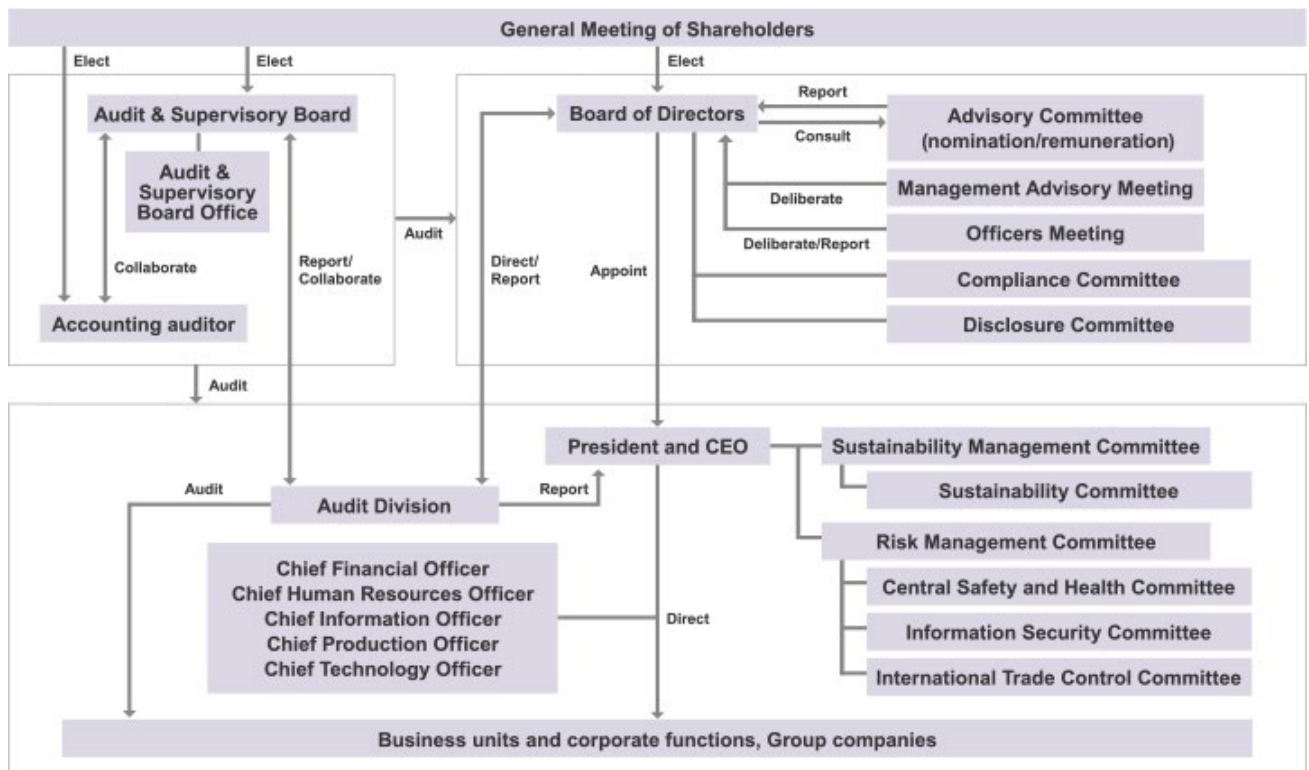 General Meeting of Shareholders
Elect
Elect
Elect
Audit & Supervisory Board
Audit &
Supervisory
Board Office
Collaborate
Report/
Collaborate
Accounting auditor
Audit
Audit
Board of Directors
Report
Consult
Advisory Committee
(nomination/remuneration)
Deliberate
Management Advisory Meeting
Deliberate/Report
Officers Meeting
Direct/
Report
Appoint
Compliance Committee
Disclosure Committee
President and CEO
Sustainability Management Committee
Sustainability Committee
Audit
Audit Division
Report
Risk Management Committee
Central Safety and Health Committee
Information Security Committee
International Trade Control Committee
Chief Financial Officer
Chief Human Resources Officer
Chief Information Officer
Chief Production Officer
Chief Technology Officer
Direct
Business units and corporate functions, Group companies